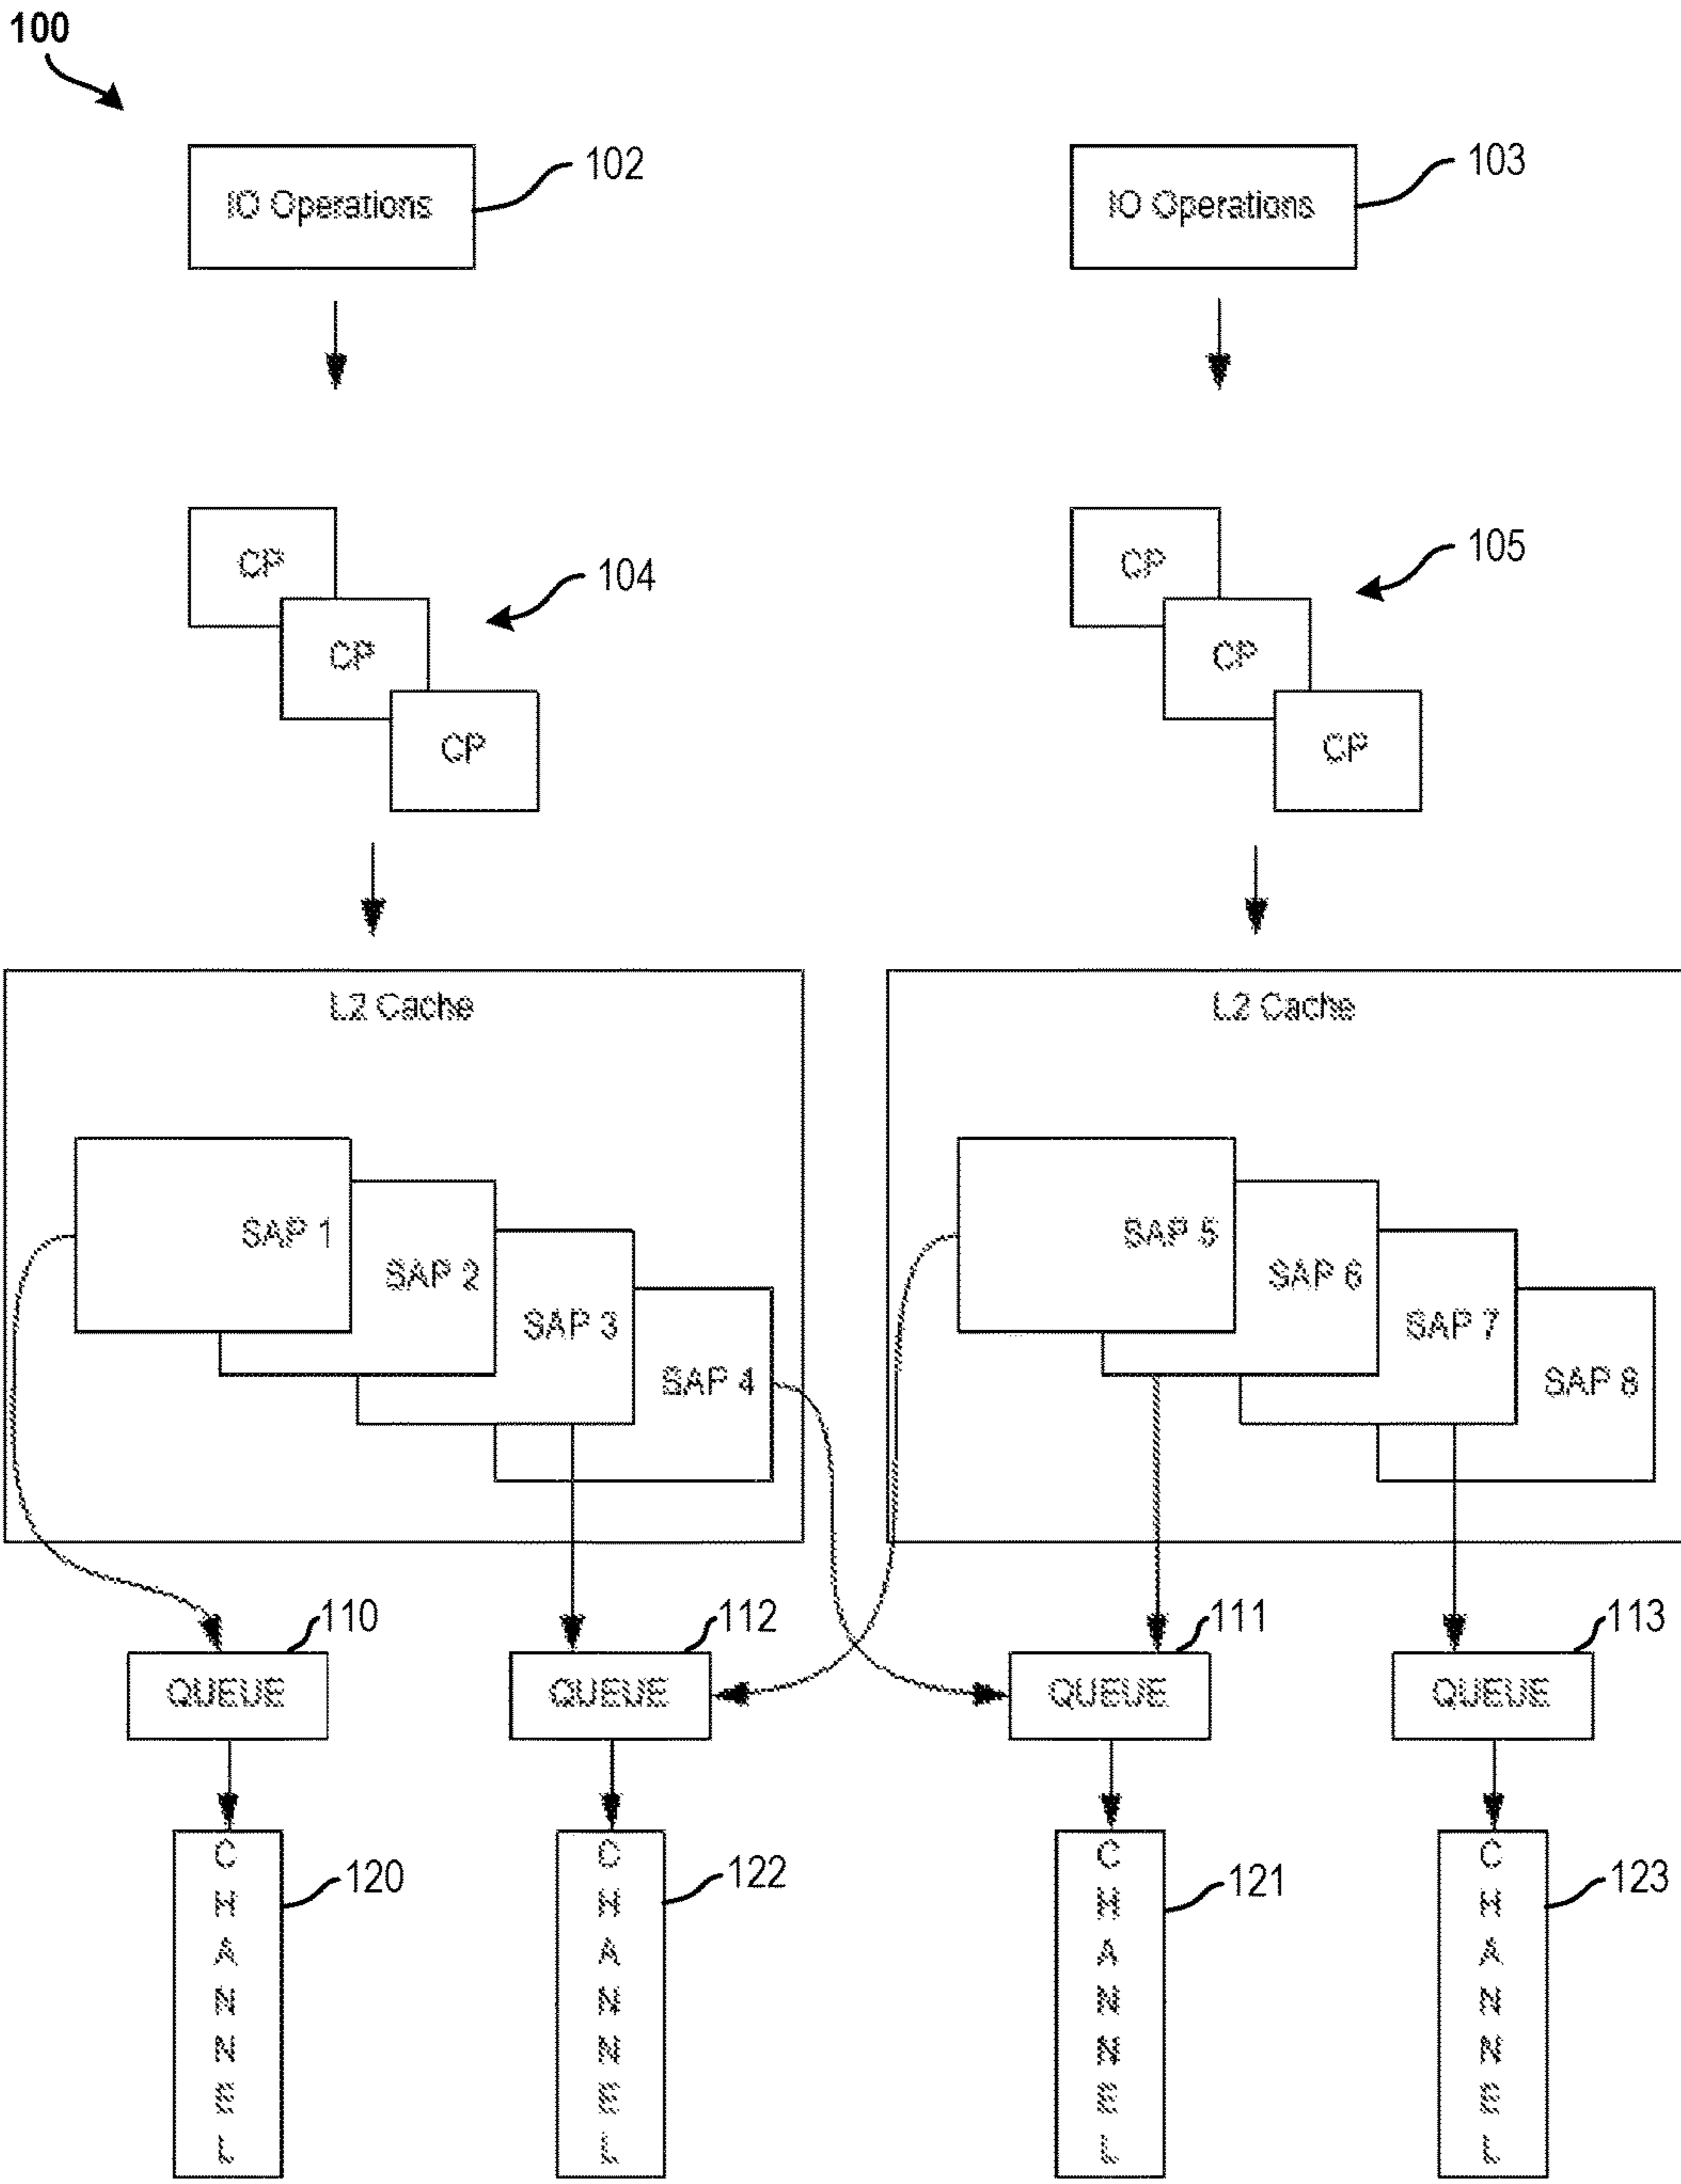 100
102
IO Operations
103
IO Operations
CP
CP
CP
104
CP
CP
CP
105
L2 Cache
SAP 1
SAP 2
SAP 3
SAP 4
L2 Cache
SAP 5
SAP 6
SAP 7
SAP 8
110
QUEUE
112
QUEUE
111
QUEUE
113
QUEUE
CHANNEL
120
CHANNEL
122
CHANNEL
121
CHANNEL
123